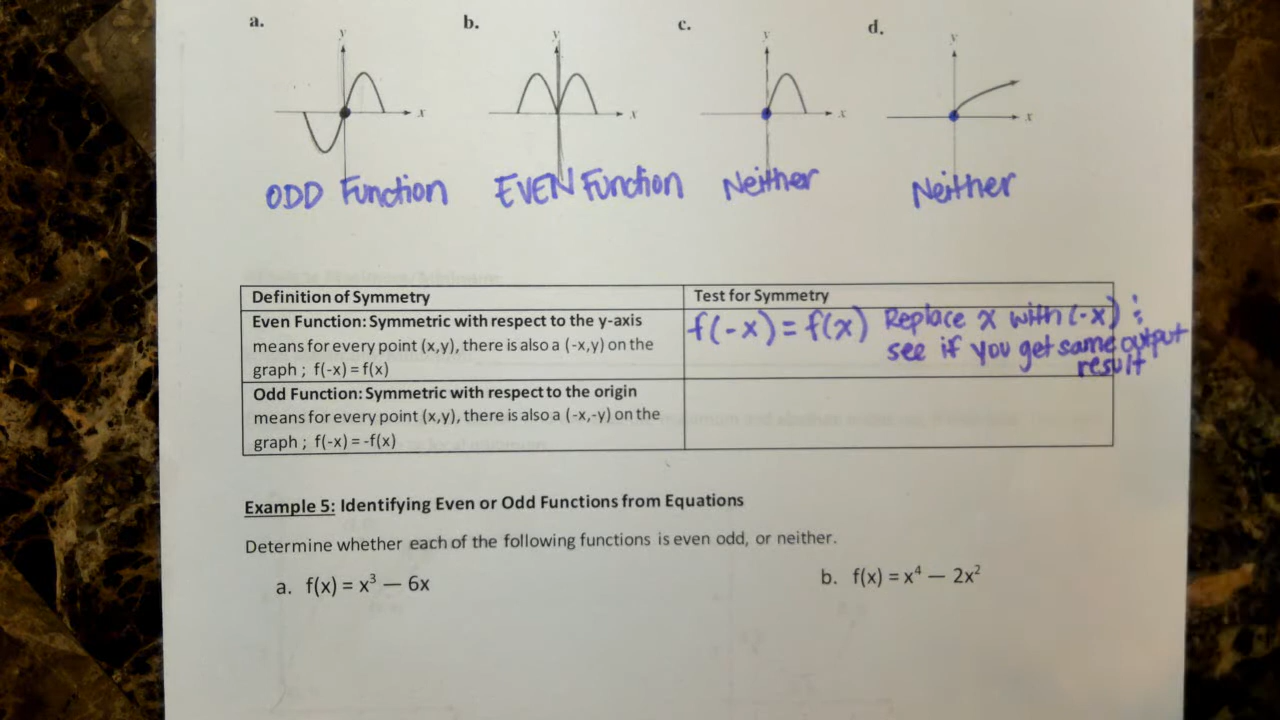 a. b. c. d.
y y y y
x x x x
ODD Function EVEN Function Neither Neither
Definition of Symmetry Test for Symmetry
Even Function: Symmetric with respect to the y-axis
means for every point (x,y), there is also a (-x,y) on the
graph ; f(-x) = f(x)
f(-x) = f(x) Replace x with (-x) ;
see if you get same output
result
Odd Function: Symmetric with respect to the origin
means for every point (x,y), there is also a (-x,-y) on the
graph ; f(-x) = -f(x)
Example 5: Identifying Even or Odd Functions from Equations
Determine whether each of the following functions is even odd, or neither.
a. f(x) = x³ — 6x b. f(x) = x⁴ — 2x²